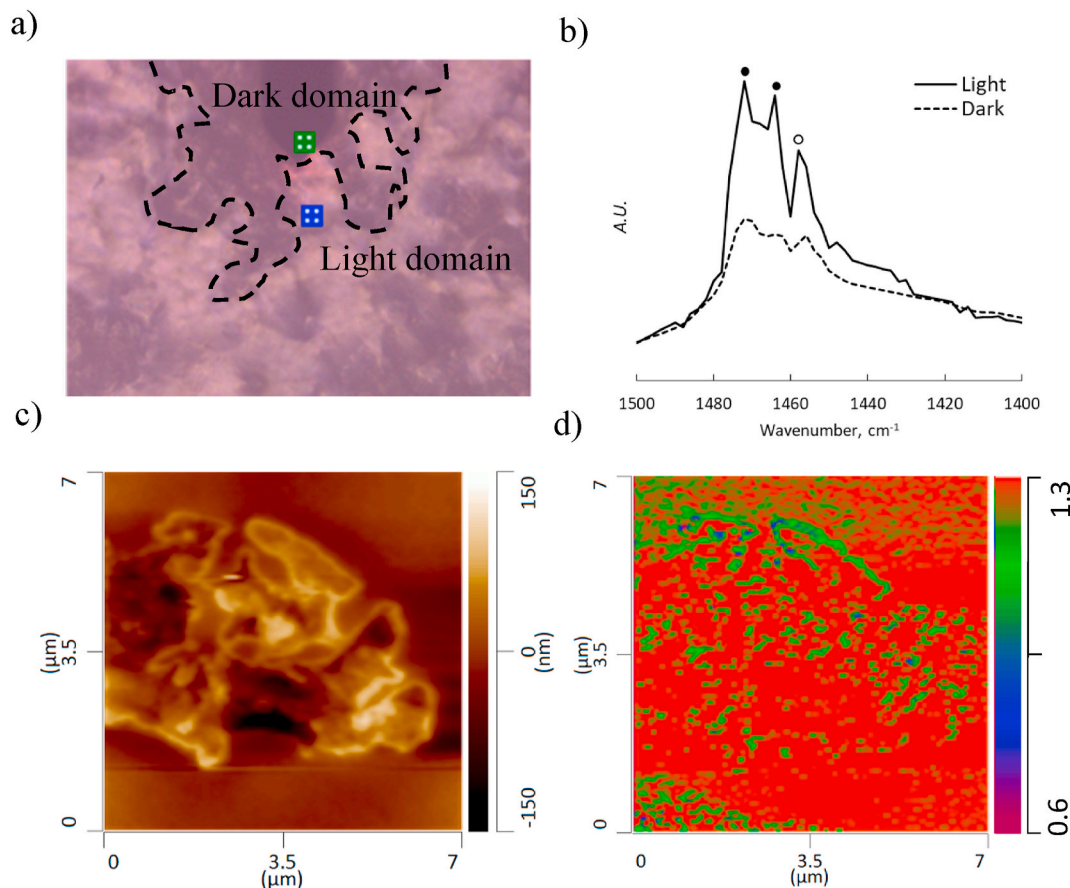 a)
Dark domain
Light domain
b)
A.U.
Light
Dark
1500
1480
1460
1440
1420
1400
Wavenumber, cm⁻¹
c)
7
3.5
(µm)
0
0
3.5
7
(µm)
150
0
(nm)
-150
d)
7
3.5
(µm)
0
0
3.5
7
(µm)
1.3
0.6